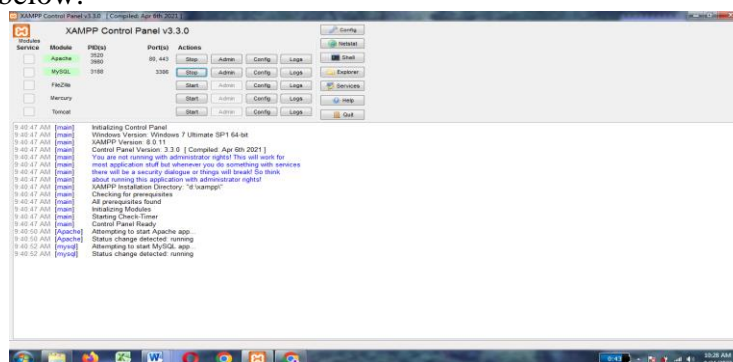 below.
XAMPP Control Panel v3.3.0 [Compiled: Apr 6th 2021]
XAMPP Control Panel v3.3.0
Config
Modules
Service Module PID(s) Port(s) Actions
Netstat
Apache 3520 2660 80, 443 Stop Admin Config Logs
Shell
MySQL 3188 3306 Stop Admin Config Logs
Explorer
FileZilla Start Admin Config Logs
Services
Mercury Start Admin Config Logs
Help
Tomcat Start Admin Config Logs
Quit
9:40:47 AM [main] Initializing Control Panel
9:40:47 AM [main] Windows Version: Windows 7 Ultimate SP1 64-bit
9:40:47 AM [main] XAMPP Version: 8.0.11
9:40:47 AM [main] Control Panel Version: 3.3.0 [ Compiled: Apr 6th 2021 ]
9:40:47 AM [main] You are not running with administrator rights! This will work for
9:40:47 AM [main] most application stuff but whenever you do something with services
9:40:47 AM [main] there will be a security dialogue or things will break! So think
9:40:47 AM [main] about running this application with administrator rights!
9:40:47 AM [main] XAMPP Installation Directory: "d:\xampp\"
9:40:47 AM [main] Checking for prerequisites
9:40:47 AM [main] All prerequisites found
9:40:47 AM [main] Initializing Modules
9:40:47 AM [main] Starting Check-Timer
9:40:47 AM [main] Control Panel Ready
9:40:50 AM [Apache] Attempting to start Apache app...
9:40:50 AM [Apache] Status change detected: running
9:40:52 AM [mysql] Attempting to start MySQL app...
9:40:52 AM [mysql] Status change detected: running
0:43
10:28 AM